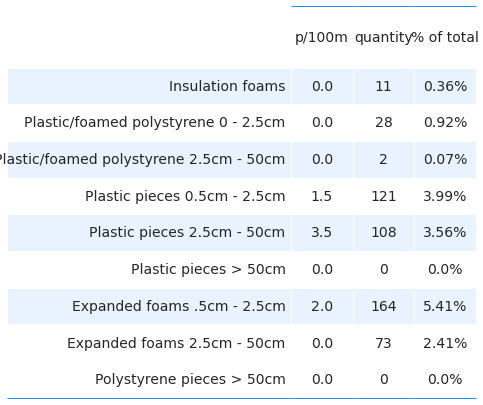 p/100m quantity % of total
Insulation foams 0.0 11 0.36%
Plastic/foamed polystyrene 0 - 2.5cm 0.0 28 0.92%
Plastic/foamed polystyrene 2.5cm - 50cm 0.0 2 0.07%
Plastic pieces 0.5cm - 2.5cm 1.5 121 3.99%
Plastic pieces 2.5cm - 50cm 3.5 108 3.56%
Plastic pieces > 50cm 0.0 0 0.0%
Expanded foams .5cm - 2.5cm 2.0 164 5.41%
Expanded foams 2.5cm - 50cm 0.0 73 2.41%
Polystyrene pieces > 50cm 0.0 0 0.0%